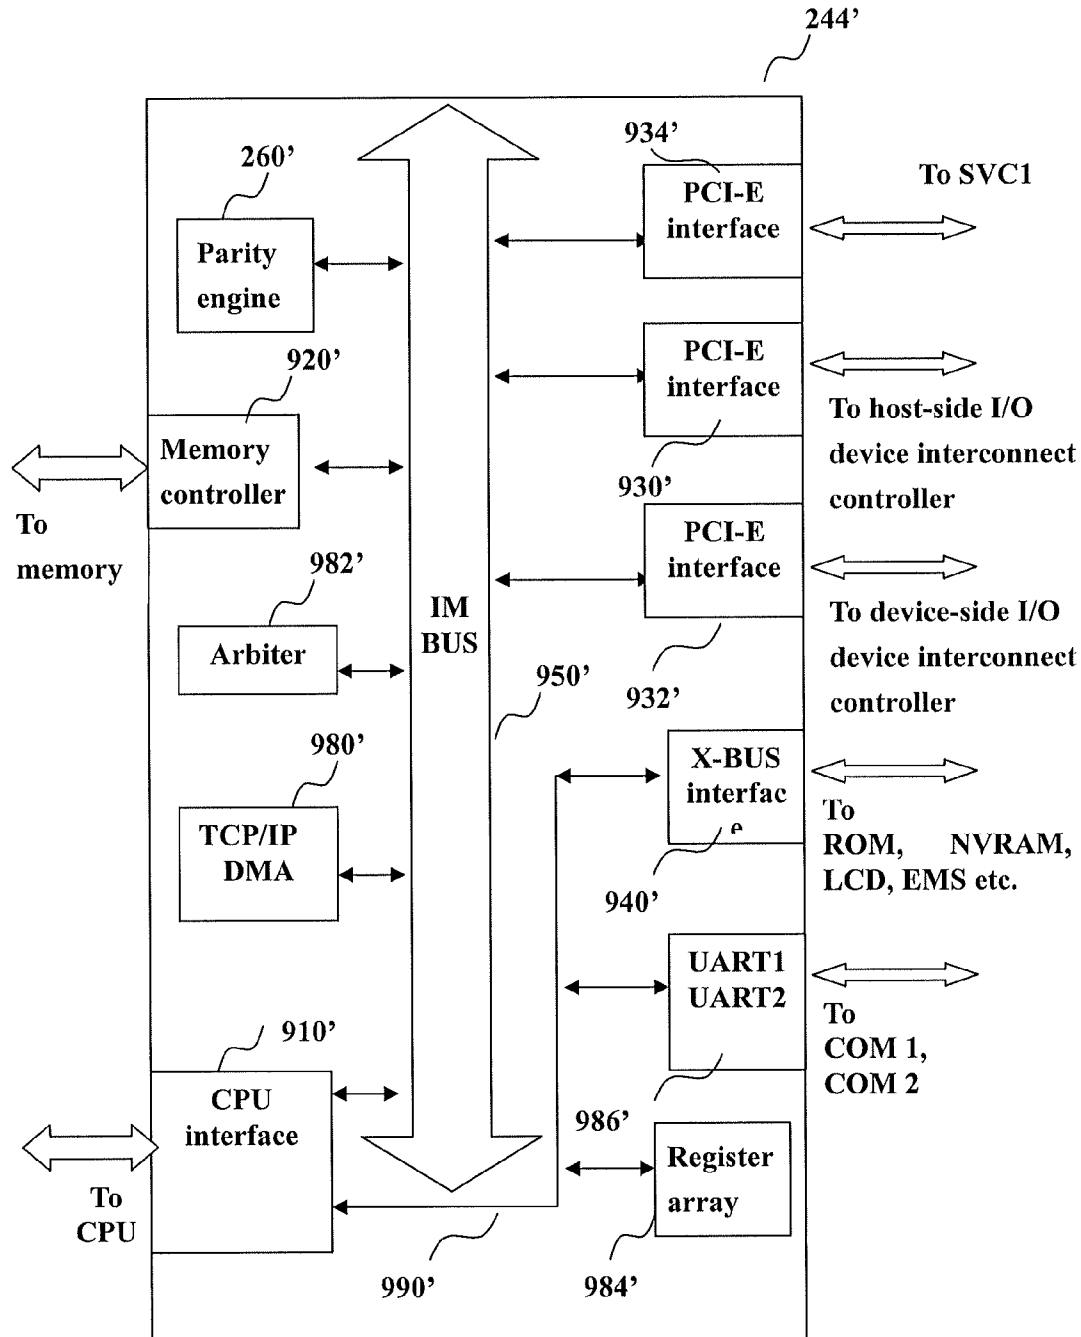 244’
934’
260’
PCI-E
interface
To SVC1
Parity
engine
920’
PCI-E
interface
To host-side I/O
device interconnect
controller
Memory
controller
930’
To
memory
PCI-E
interface
982’
IM
BUS
To device-side I/O
device interconnect
controller
Arbiter
950’
932’
980’
X-BUS
interfac
e
To
ROM, NVRAM,
LCD, EMS etc.
TCP/IP
DMA
940’
UART1
UART2
To
COM 1,
COM 2
910’
CPU
interface
986’
Register
array
To
CPU
990’
984’